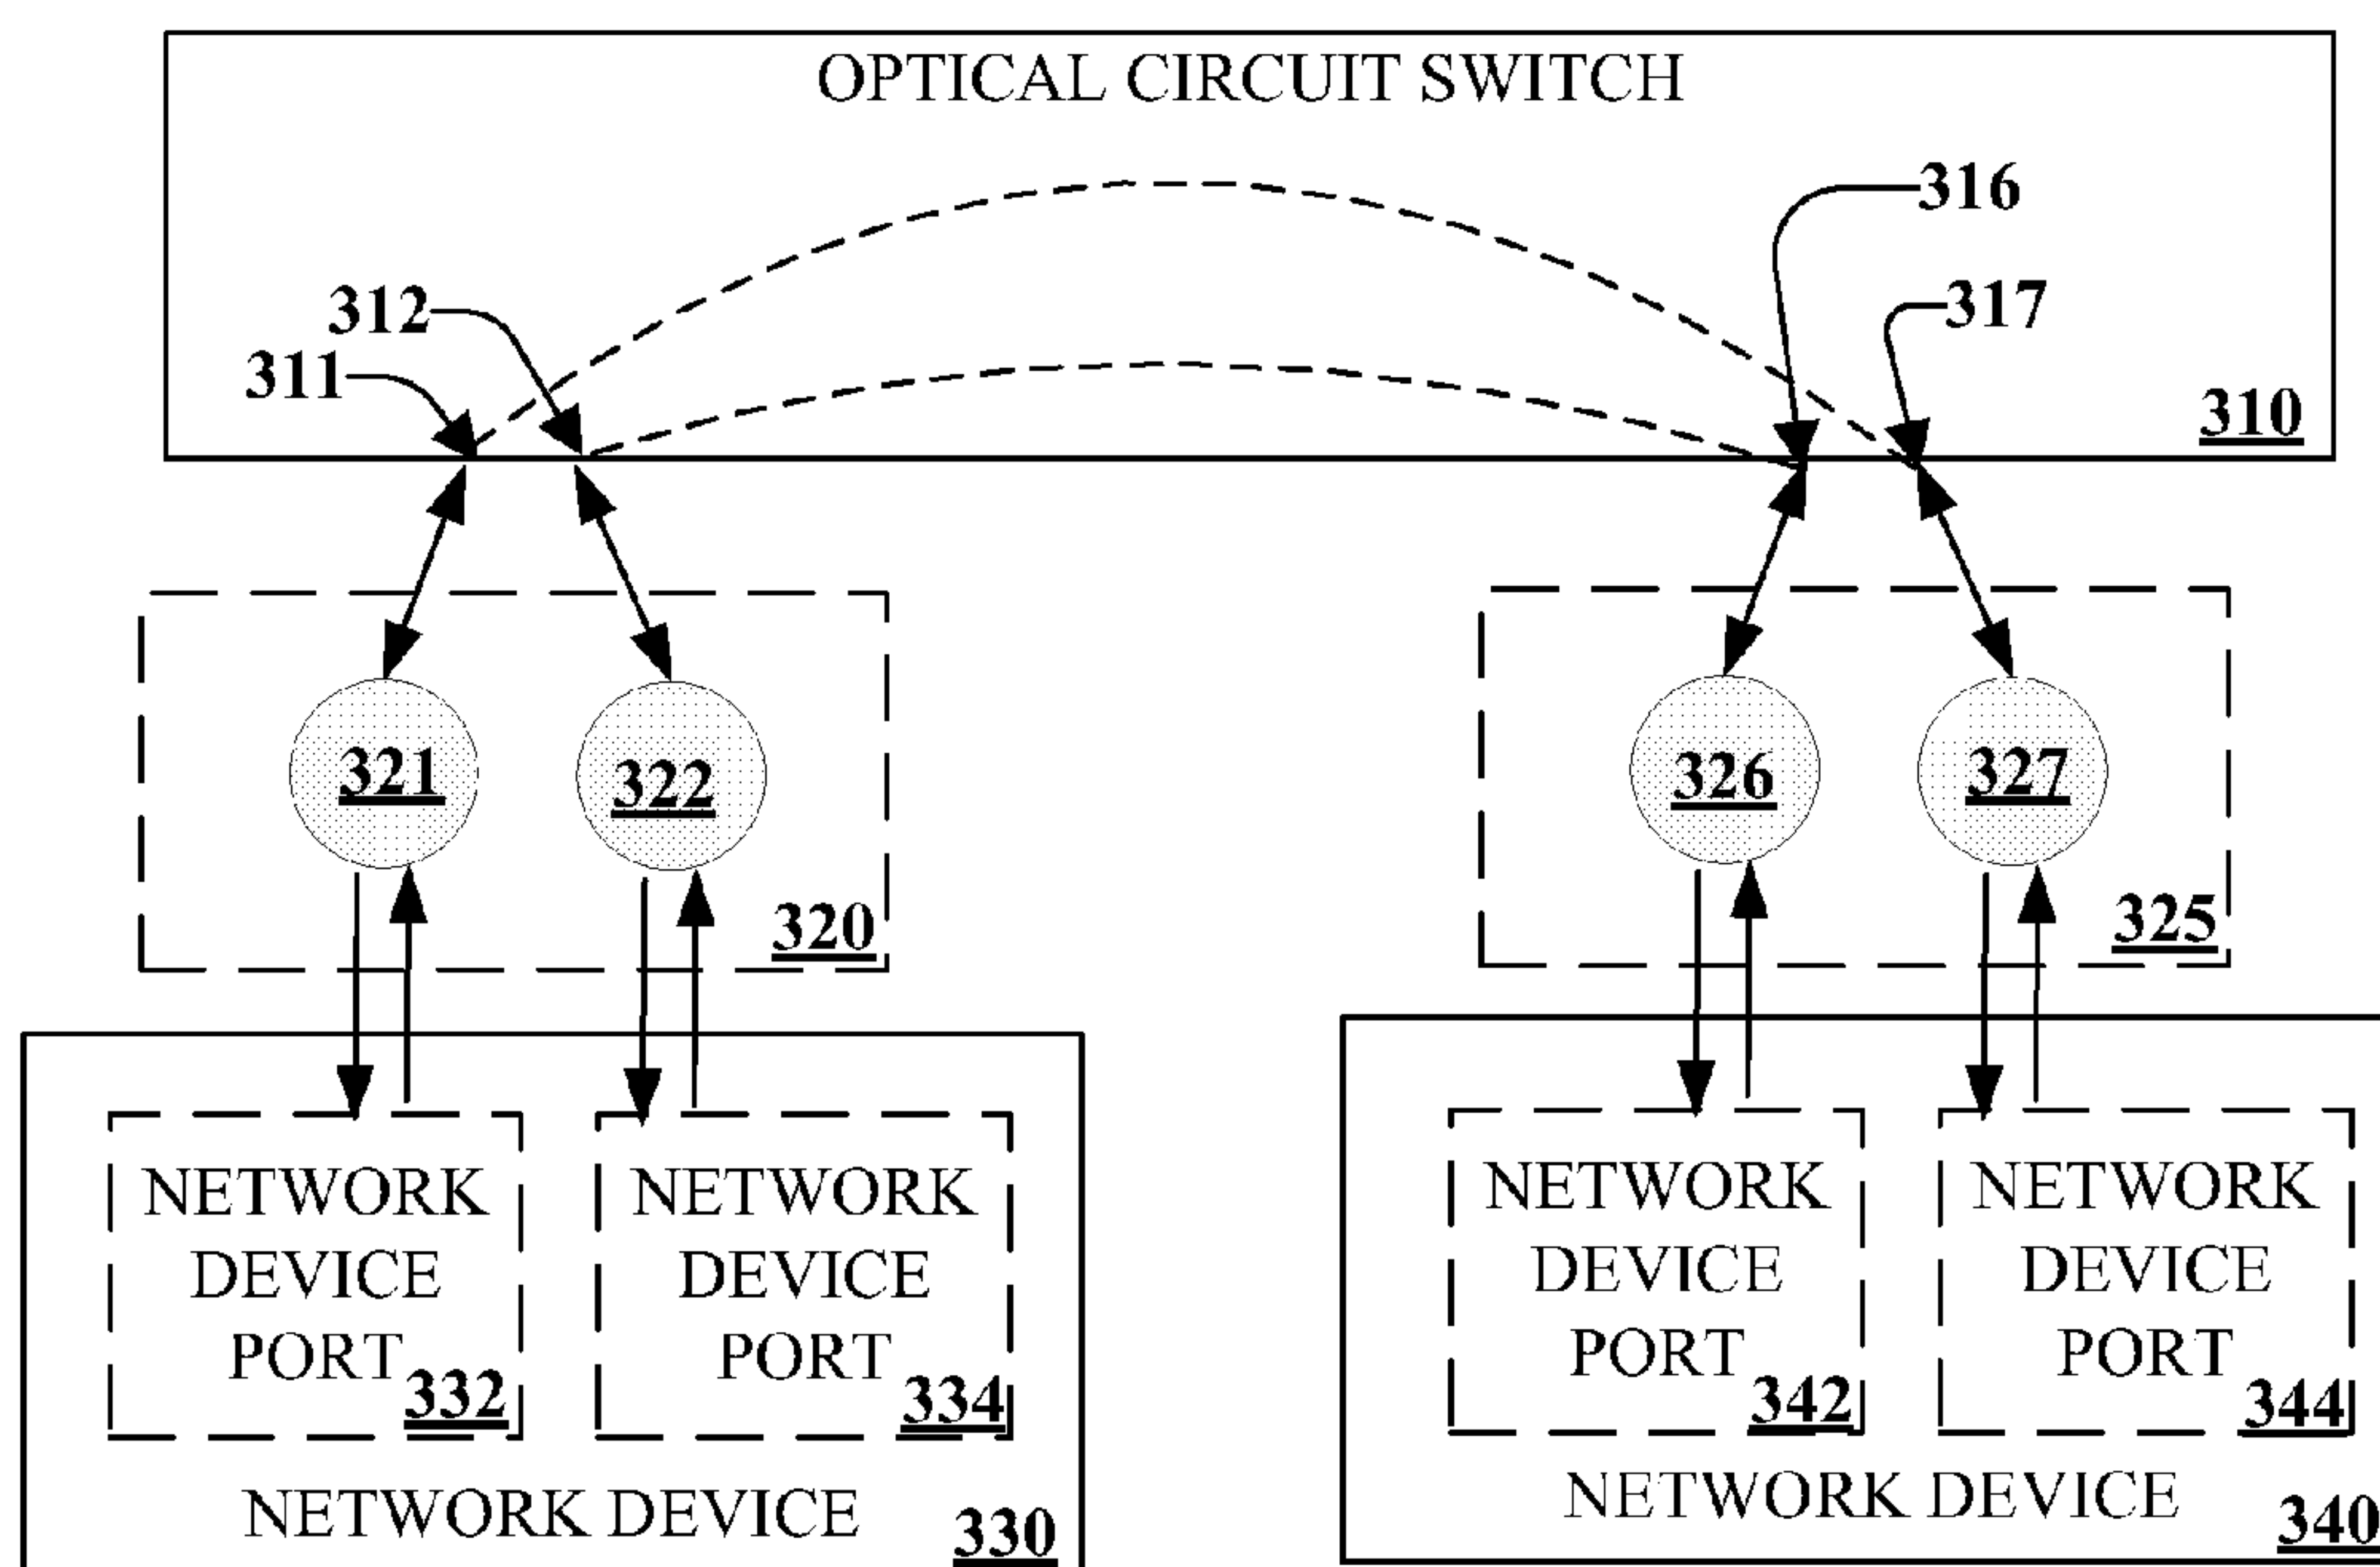 OPTICAL CIRCUIT SWITCH
316
312
317
311
310
321
322
326
327
320
325
NETWORK
DEVICE
PORT
332
NETWORK
DEVICE
PORT
334
NETWORK DEVICE
330
NETWORK
DEVICE
PORT
342
NETWORK
DEVICE
PORT
344
NETWORK DEVICE
340